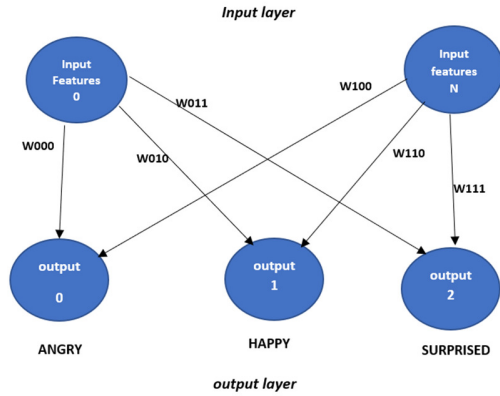 Input layer
Input
Features
0
Input
features
N
W011
W100
W000
W010
W110
W111
output
0
output
1
output
2
ANGRY
HAPPY
SURPRISED
output layer